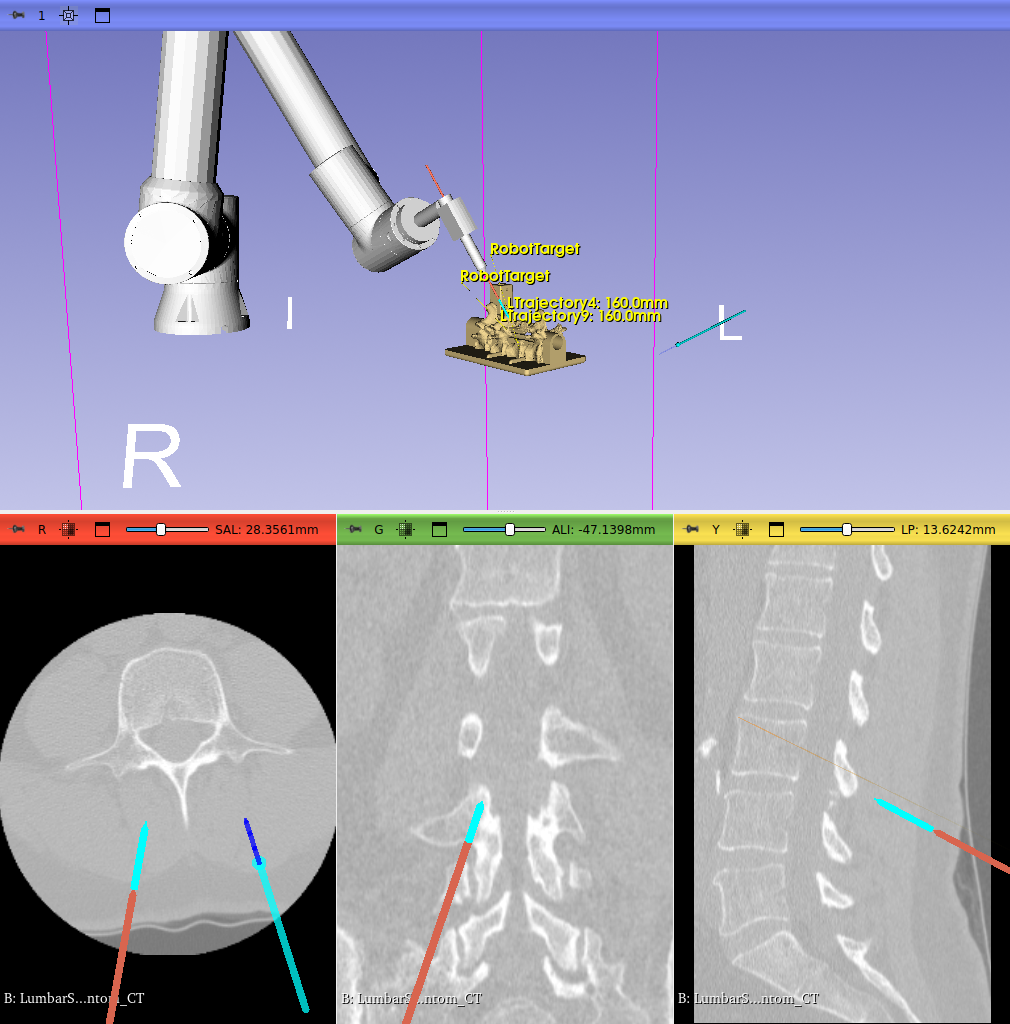 1
RobotTarget
RobotTarget
LTrajectory4: 160.0mm
LTrajectory9: 160.0mm
I
L
R
R SAL: 28.3561mm
G ALI: -47.1398mm
Y LP: 13.6242mm
B: LumbarS...ntom_CT
B: LumbarS...ntom_CT
B: LumbarS...ntom_CT